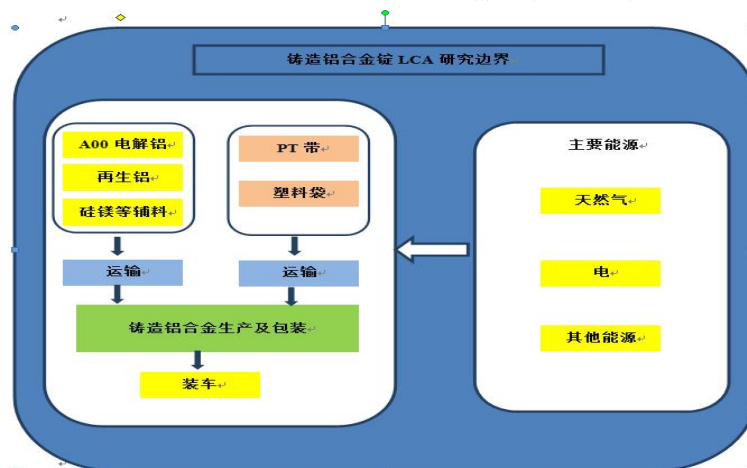 铸造铝合金锭 LCA 研究边界
A00 电解铝
再生铝
硅镁等辅料
运输
PT 带
塑料袋
运输
铸造铝合金生产及包装
装车
主要能源
天然气
电
其他能源